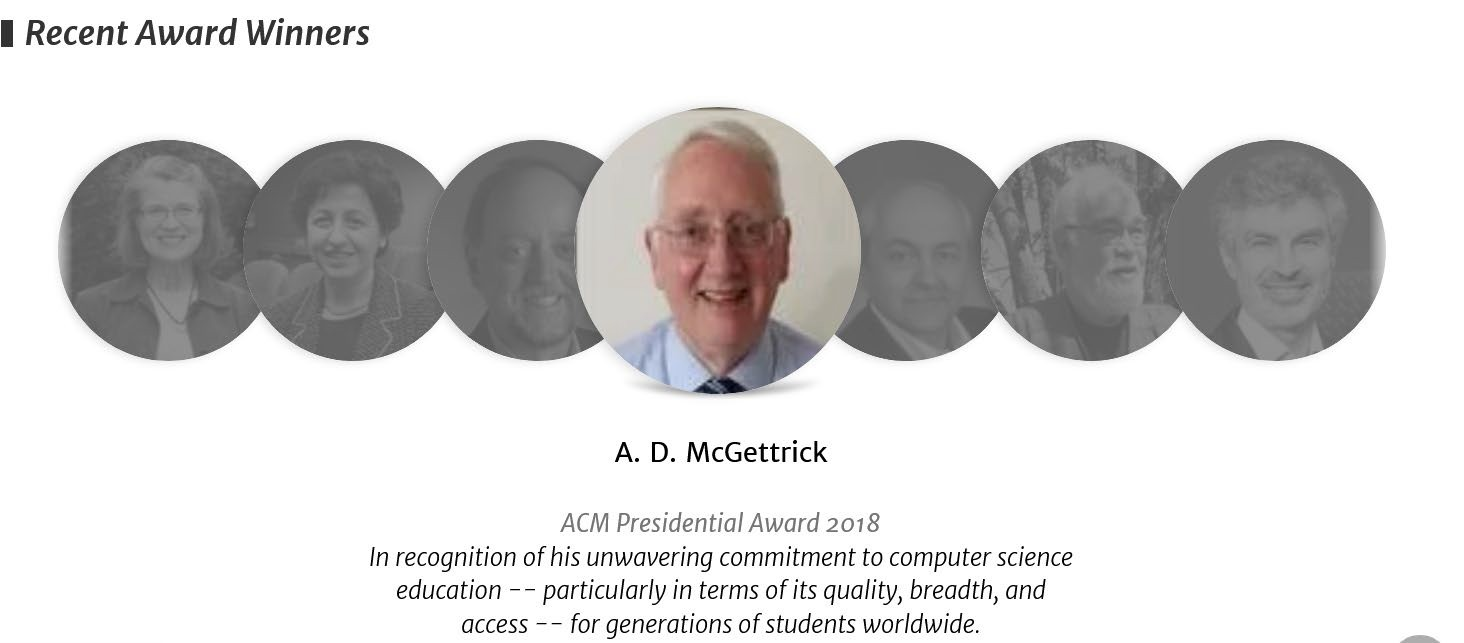 Recent Award Winners
A. D. McGettrick
ACM Presidential Award 2018
In recognition of his unwavering commitment to computer science
education -- particularly in terms of its quality, breadth, and
access -- for generations of students worldwide.